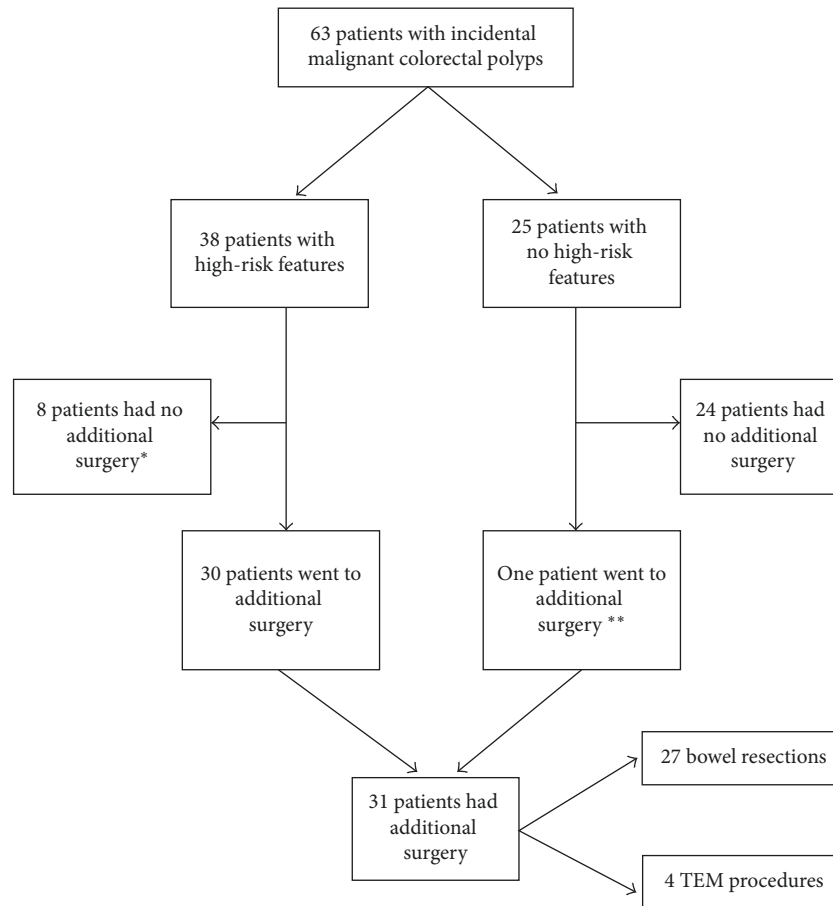 63 patients with incidental
malignant colorectal polyps
38 patients with
high-risk features
25 patients with
no high-risk
features
8 patients had no
additional
surgery*
24 patients had
no additional
surgery
30 patients went to
additional
surgery
One patient went to
additional
surgery **
31 patients had
additional
surgery
27 bowel resections
4 TEM procedures